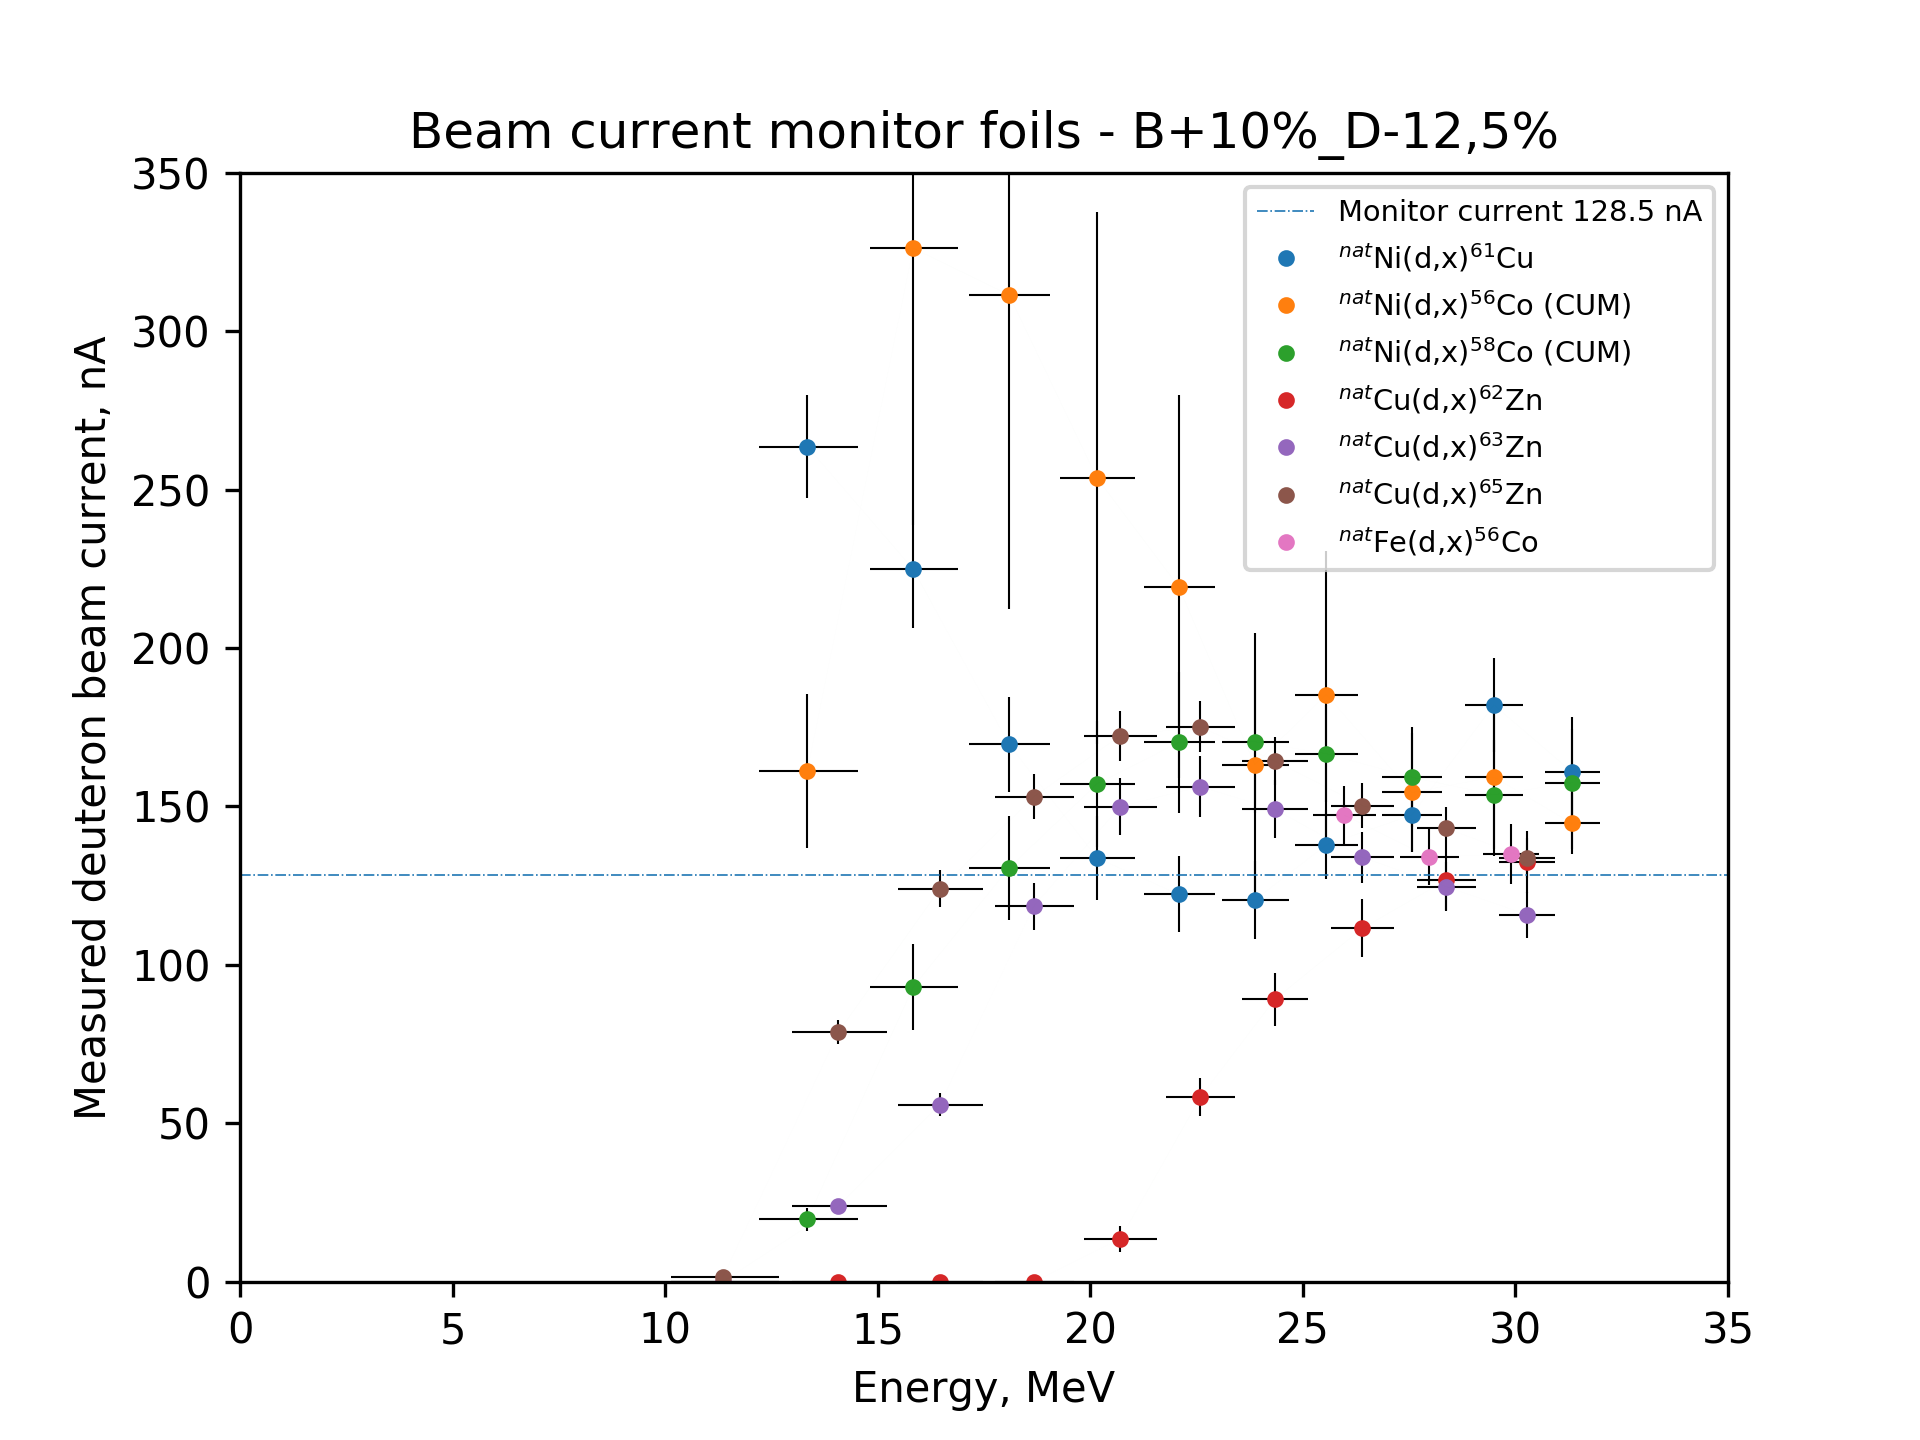 Beam current monitor foils - B+10%_D-12,5%
350
300
250
200
150
100
50
0
Measured deuteron beam current, nA
Monitor current 128.5 nA
natNi(d,x)61Cu
natNi(d,x)56Co (CUM)
natNi(d,x)58Co (CUM)
natCu(d,x)62Zn
natCu(d,x)63Zn
natCu(d,x)65Zn
natFe(d,x)56Co
0 5 10 15 20 25 30 35
Energy, MeV